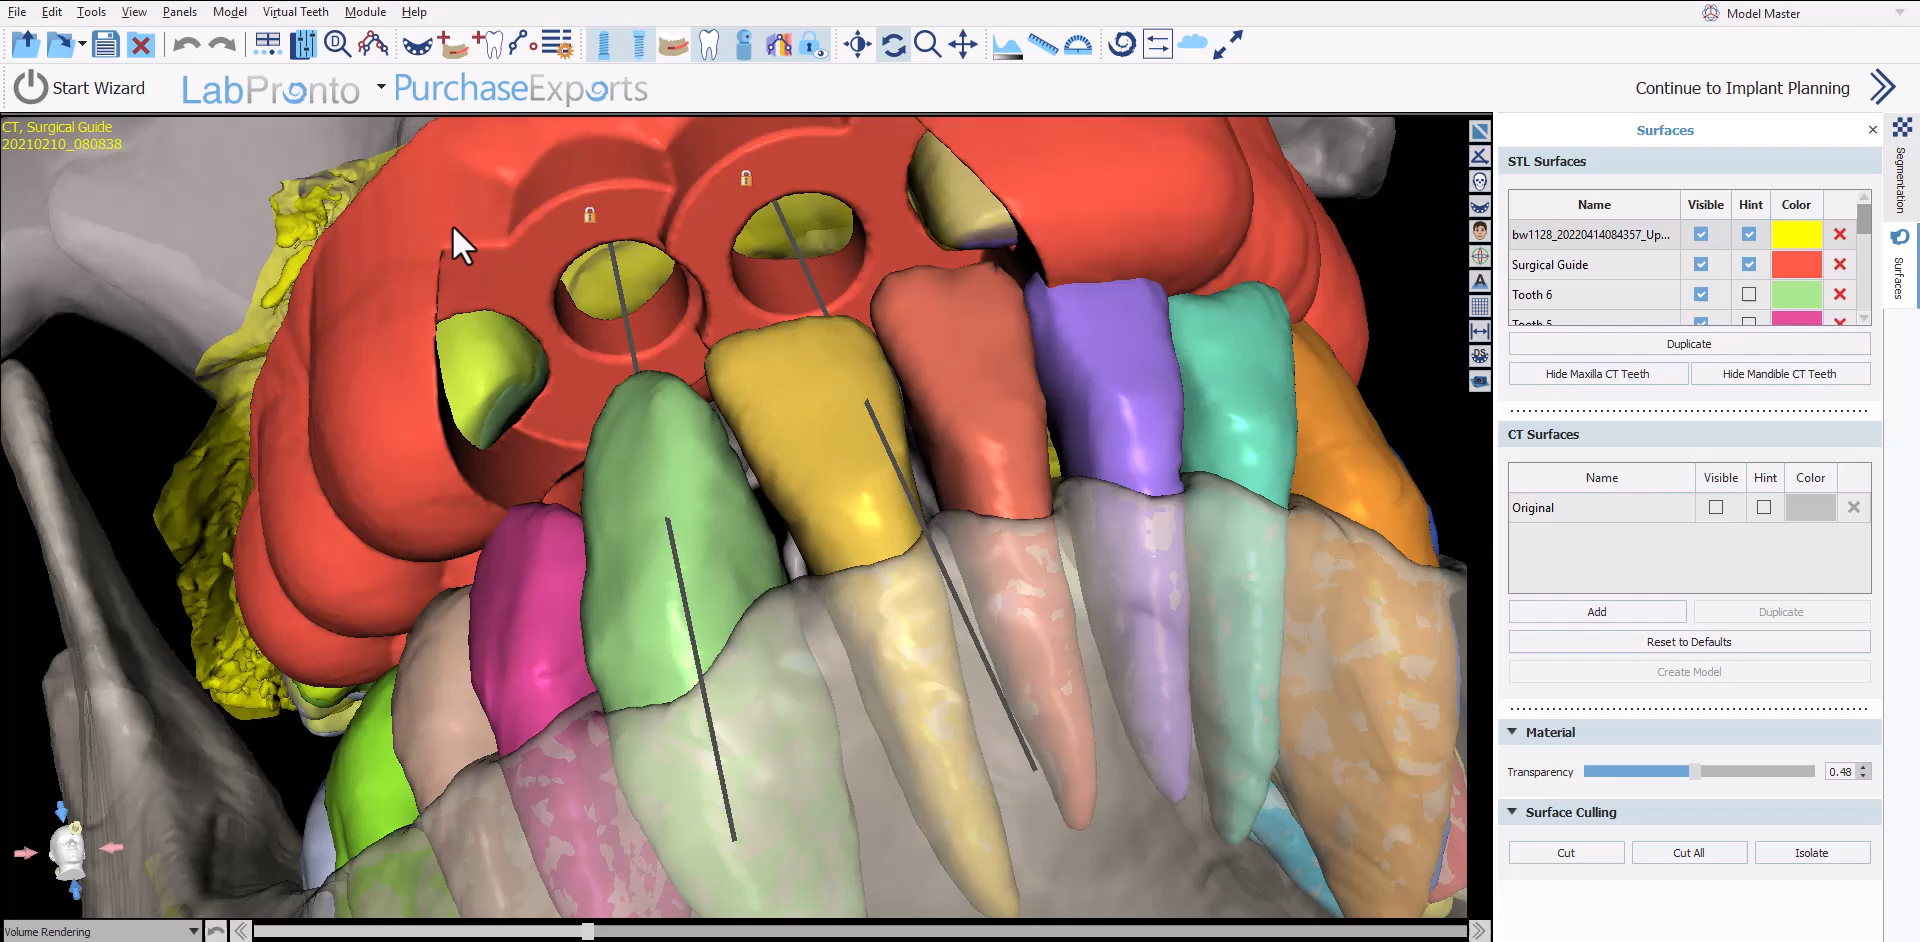 File Edit Tools View Panels Model Virtual Teeth Module Help
Model Master
Start Wizard
LabPronto
PurchaseExports
Continue to Implant Planning
CT, Surgical Guide
20210210_080838
Surfaces
STL Surfaces
Name Visible Hint Color
bw1128_20220414084357_Up...
Surgical Guide
Tooth 6
Tooth 5
Duplicate
Hide Maxilla CT Teeth Hide Mandible CT Teeth
CT Surfaces
Name Visible Hint Color
Original
Add Duplicate
Reset to Defaults
Create Model
Material
Transparency 0.48
Surface Culling
Cut Cut All Isolate
Segmentation
Surfaces
Volume Rendering